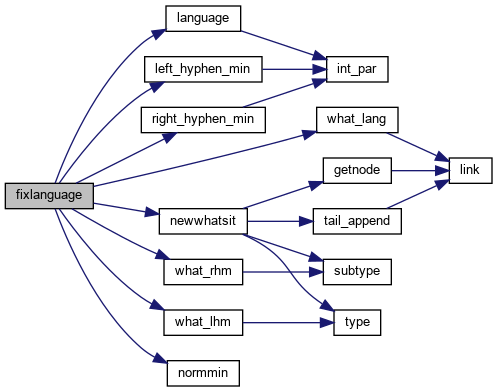 language
left_hyphen_min
int_par
right_hyphen_min
what_lang
getnode
link
fixlanguage
newwhatsit
tail_append
what_rhm
subtype
what_lhm
type
normmin